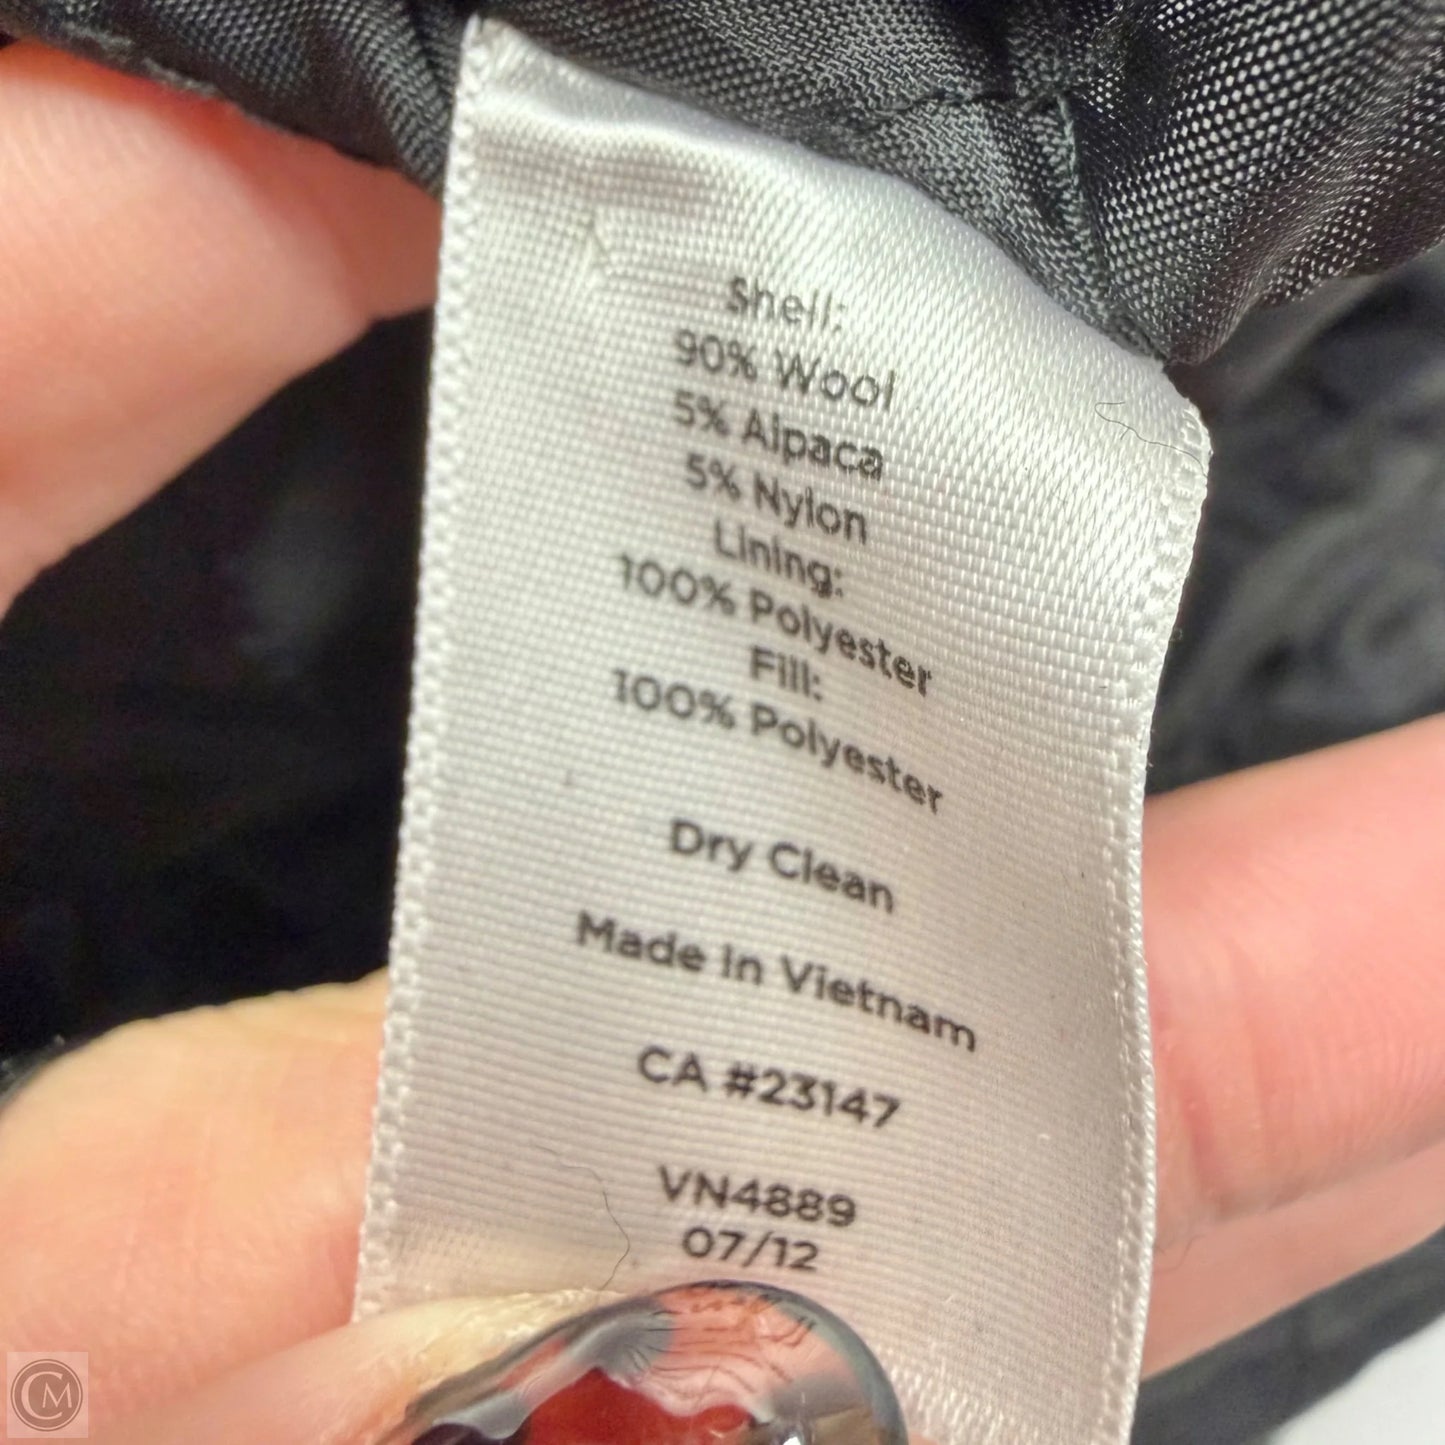 Shell:
90% Wool
5% Alpaca
5% Nylon
Lining:
100% Polyester
Fill:
100% Polyester
Dry Clean
Made in Vietnam
CA #23147
VN4889
07/12
CM